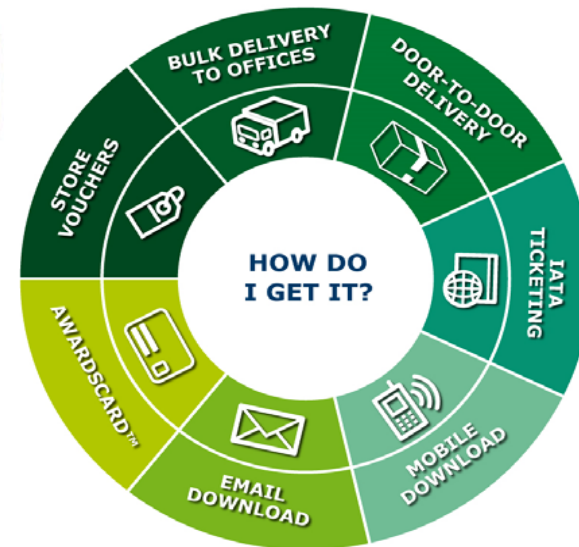 HOW DO
I GET IT?
BULK DELIVERY
TO OFFICES
DOOR-TO-DOOR
DELIVERY
IATA
TICKETING
MOBILE
DOWNLOAD
EMAIL
DOWNLOAD
AWARDSCARD™
STORE
VOUCHERS